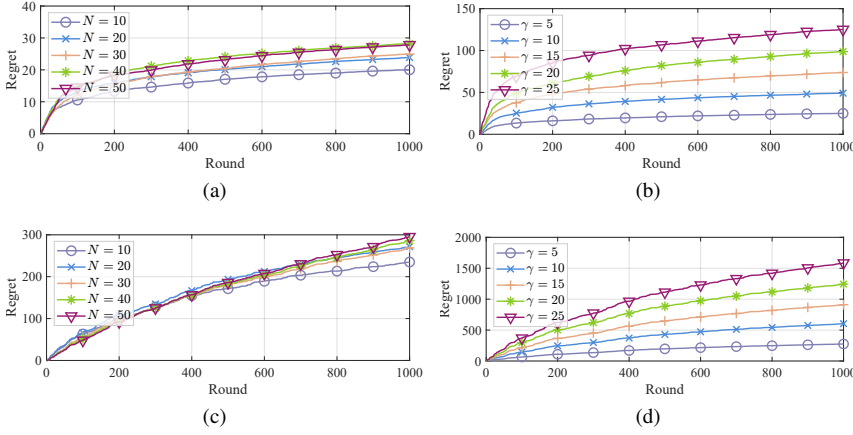 40
30
20
10
0
Regret
N = 10
N = 20
N = 30
N = 40
N = 50
0 200 400 600 800 1000
Round
(a)
150
100
50
0
Regret
γ = 5
γ = 10
γ = 15
γ = 20
γ = 25
0 200 400 600 800 1000
Round
(b)
300
200
100
0
Regret
N = 10
N = 20
N = 30
N = 40
N = 50
0 200 400 600 800 1000
Round
(c)
2000
1500
1000
500
0
Regret
γ = 5
γ = 10
γ = 15
γ = 20
γ = 25
0 200 400 600 800 1000
Round
(d)